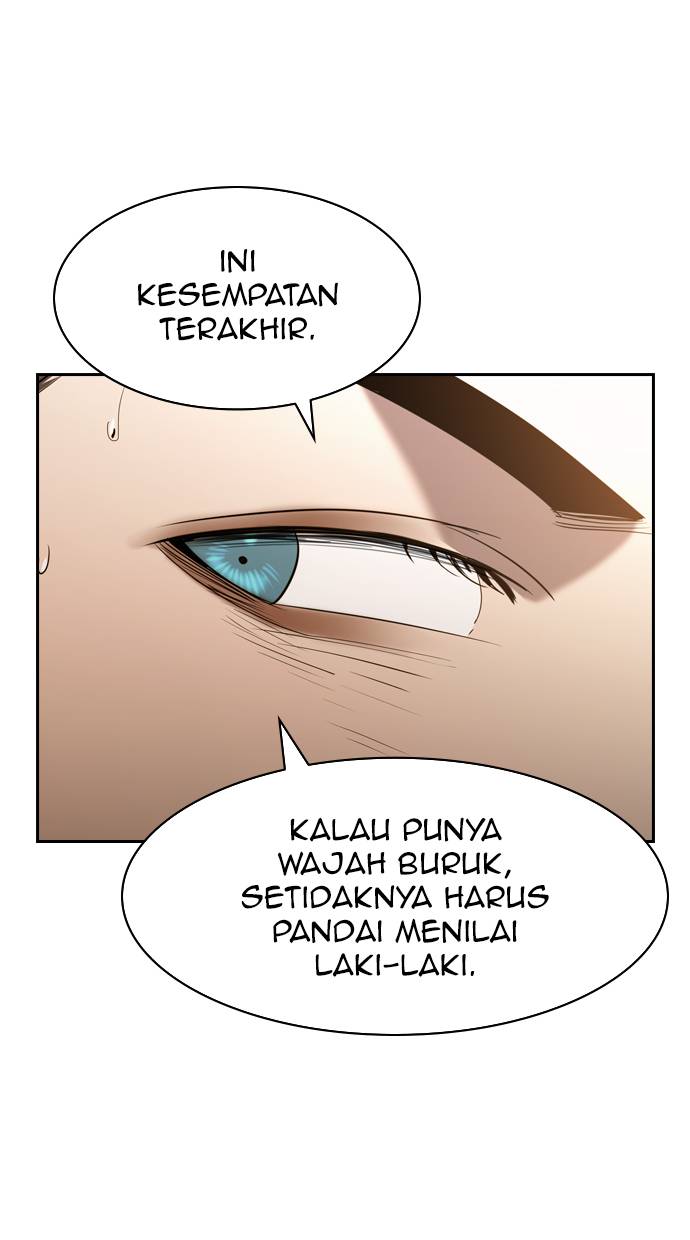 INI
KESEMPATAN
TERAKHIR.
KALAU PUNYA
WAJAH BURUK,
SETIDAKNYA HARUS
PANDAI MENILAI
LAKI-LAKI.